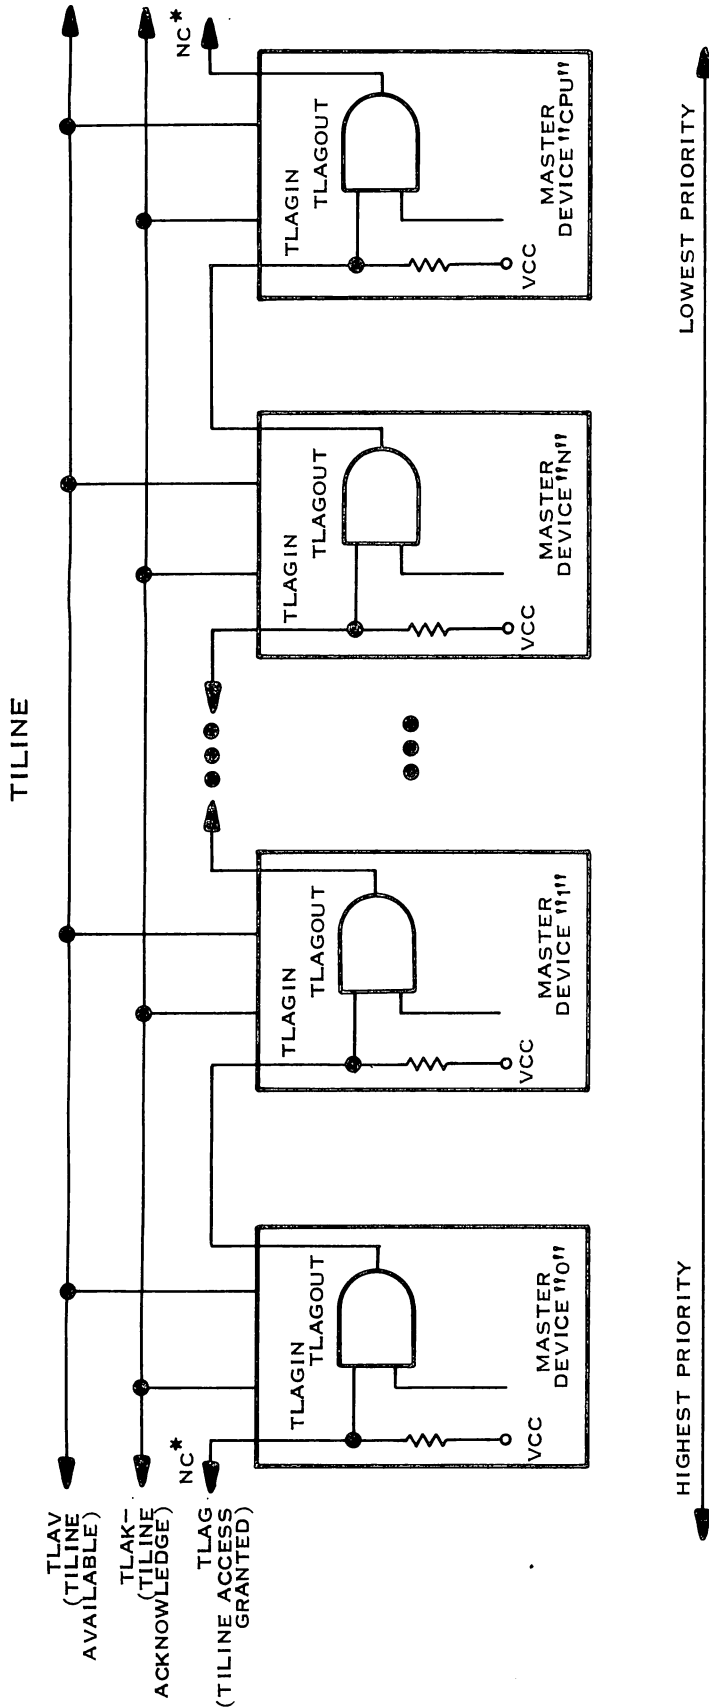 TILINE
TLAV
(TILINE
AVAILABLE)
TLAK-
(TILINE
ACKNOWLEDGE)
TLAG
(TILINE ACCESS
GRANTED)
NC*
TLAGIN
TLAGOUT
VCC
MASTER
DEVICE "0"
TLAGIN
TLAGOUT
VCC
MASTER
DEVICE "1"
TLAGIN
TLAGOUT
VCC
MASTER
DEVICE "N"
TLAGIN
TLAGOUT
VCC
MASTER
DEVICE "CPU"
NC*
HIGHEST PRIORITY
LOWEST PRIORITY